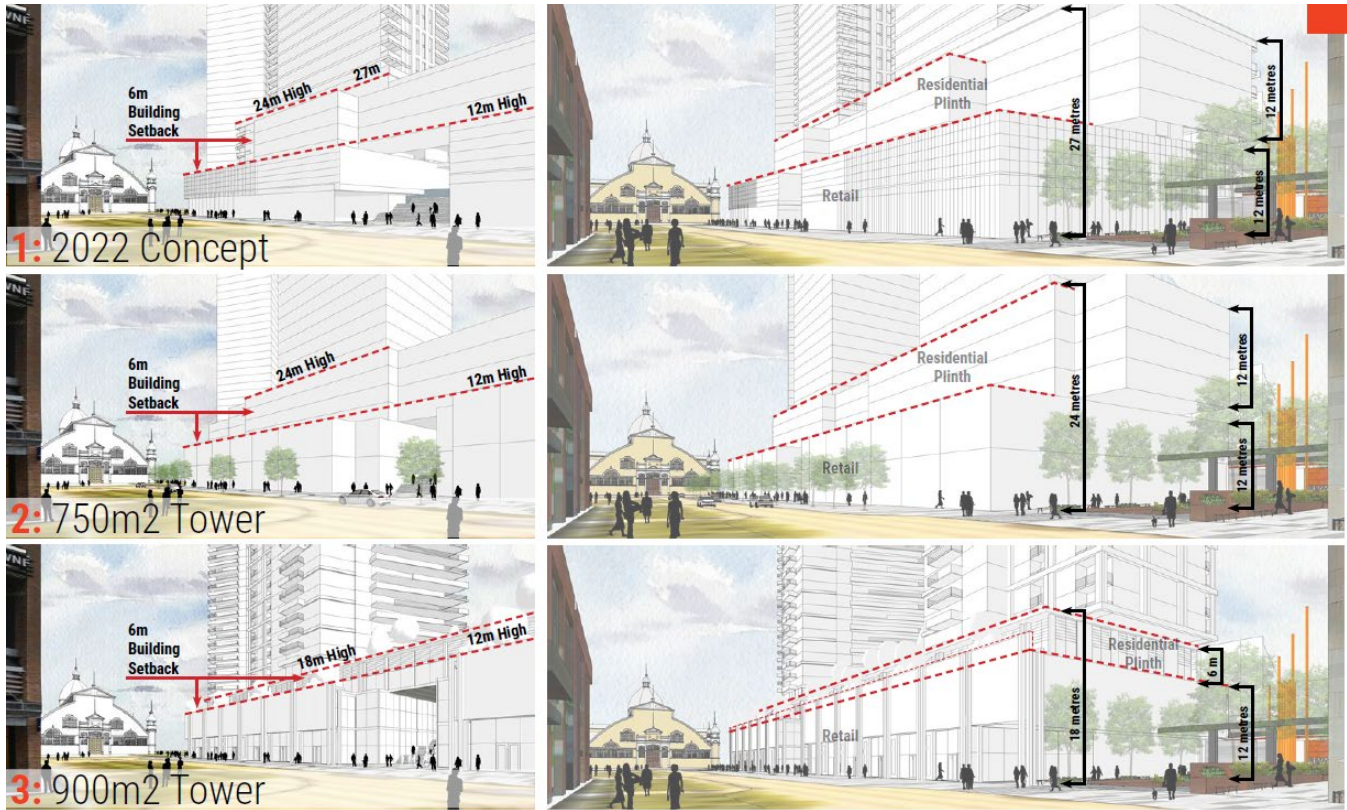 6m
Building
Setback
24m High
27m
12m High
1: 2022 Concept
Residential
Plinth
Retail
27 metres
12 metres
12 metres
6m
Building
Setback
24m High
12m High
2: 750m2 Tower
Residential
Plinth
Retail
24 metres
12 metres
12 metres
6m
Building
Setback
18m High
12m High
3: 900m2 Tower
Residential
Plinth
Retail
18 metres
6 m
12 metres